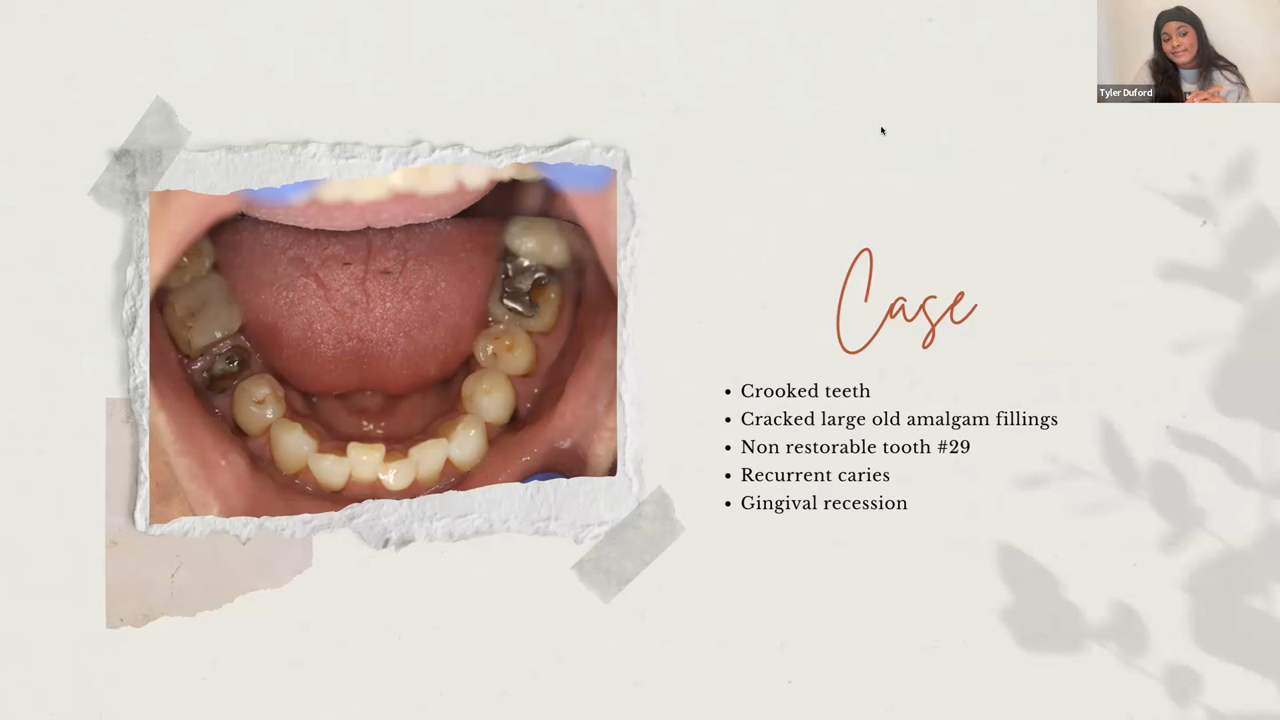 Tyler Duford
Case
Crooked teeth
Cracked large old amalgam fillings
Non restorable tooth #29
Recurrent caries
Gingival recession